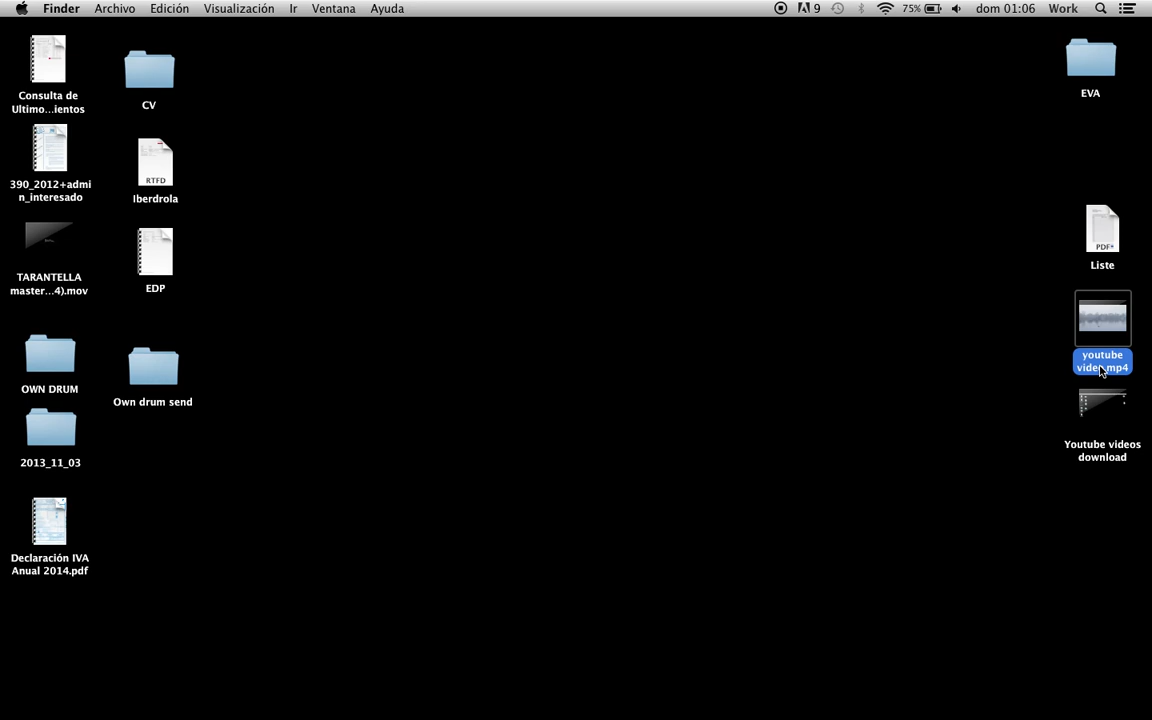 Finder Archivo Edición Visualización Ir Ventana Ayuda 9 75% dom 01:06 Work
Consulta de
Ultimo...ientos
CV
EVA
390_2012+admi
n_interesado
RTFD
Iberdrola
PDF*
Liste
TARANTELLA
master...4).mov
EDP
youtube
video.mp4
OWN DRUM
Own drum send
Youtube videos
download
2013_11_03
Declaración IVA
Anual 2014.pdf